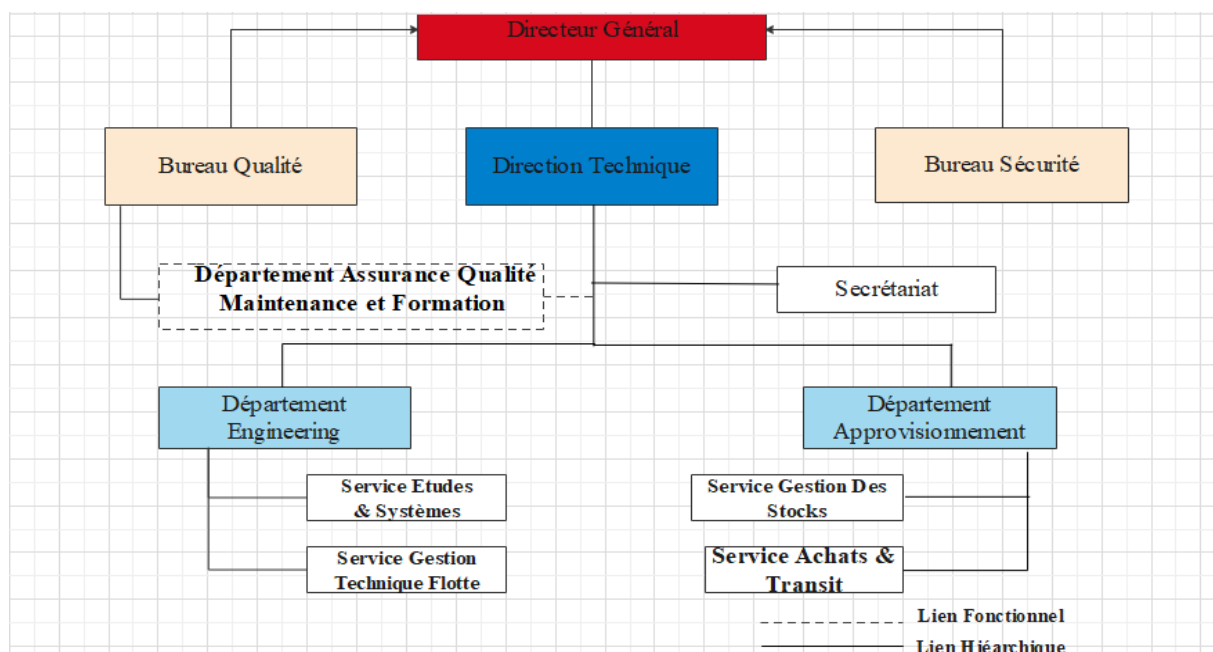 Directeur Général
Bureau Qualité
Direction Technique
Bureau Sécurité
Département Assurance Qualité
Maintenance et Formation
Secrétariat
Département
Engineering
Département
Approvisionnement
Service Etudes
& Systèmes
Service Gestion Des
Stocks
Service Gestion
Technique Flotte
Service Achats &
Transit
Lien Fonctionnel
Lien Hiéarchique